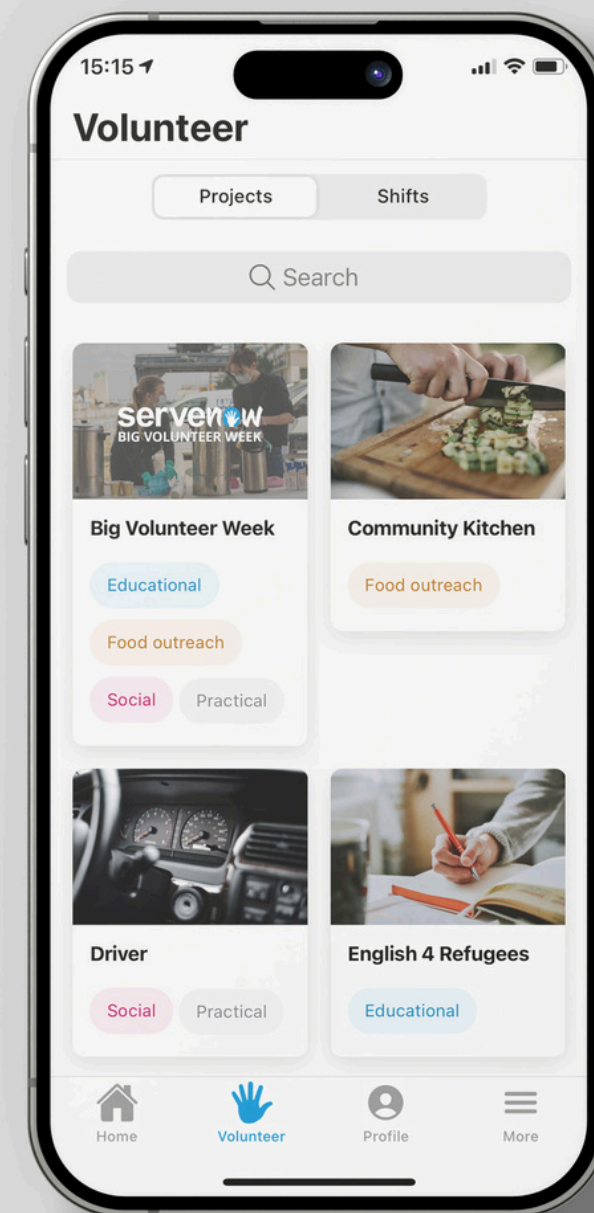 15:15
Volunteer
Projects
Shifts
Search
servenow
BIG VOLUNTEER WEEK
Big Volunteer Week
Educational
Food outreach
Social
Practical
Community Kitchen
Food outreach
Driver
Social
Practical
English 4 Refugees
Educational
Home
Volunteer
Profile
More